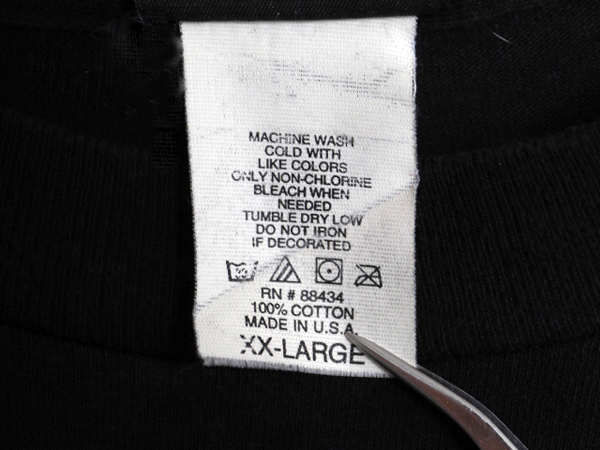 MACHINE WASH
COLD WITH
LIKE COLORS
ONLY NON-CHLORINE
BLEACH WHEN
NEEDED
TUMBLE DRY LOW
DO NOT IRON
IF DECORATED
RN # 88434
100% COTTON
MADE IN U.S.A.
XX-LARGE